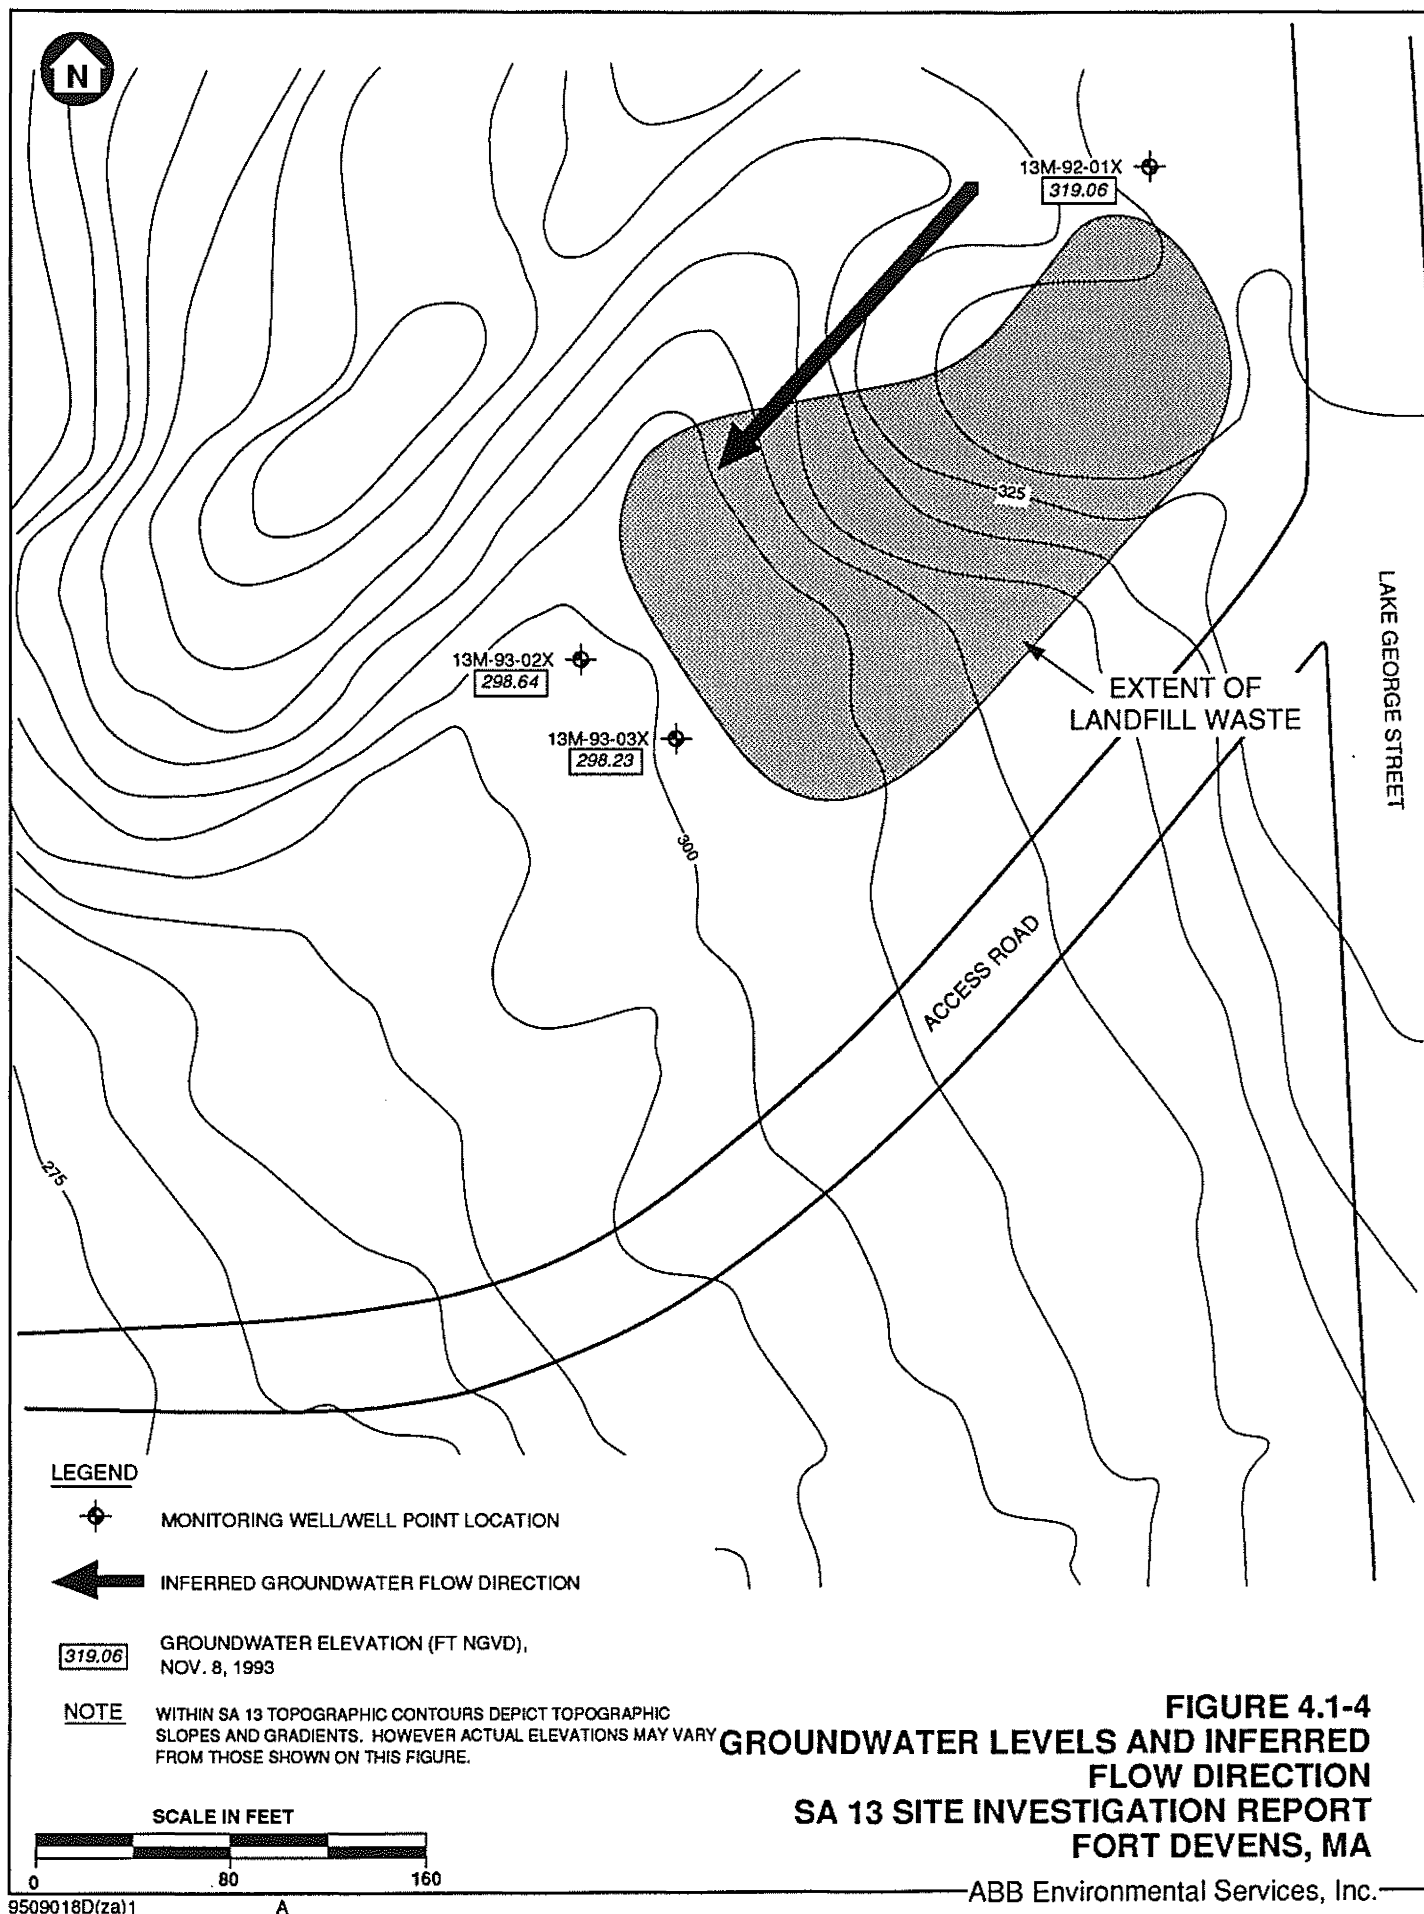 N
13M-92-01X
319.06
325
LAKE GEORGE STREET
13M-93-02X
298.64
EXTENT OF
LANDFILL WASTE
13M-93-03X
298.23
300
ACCESS ROAD
275
LEGEND
MONITORING WELL/WELL POINT LOCATION
INFERRED GROUNDWATER FLOW DIRECTION
319.06
GROUNDWATER ELEVATION (FT NGVD),
NOV. 8, 1993
NOTE
WITHIN SA 13 TOPOGRAPHIC CONTOURS DEPICT TOPOGRAPHIC
SLOPES AND GRADIENTS. HOWEVER ACTUAL ELEVATIONS MAY VARY
FROM THOSE SHOWN ON THIS FIGURE.
FIGURE 4.1-4
GROUNDWATER LEVELS AND INFERRED
FLOW DIRECTION
SA 13 SITE INVESTIGATION REPORT
FORT DEVENS, MA
SCALE IN FEET
0 80 160
ABB Environmental Services, Inc.
9509018D(za)1 A